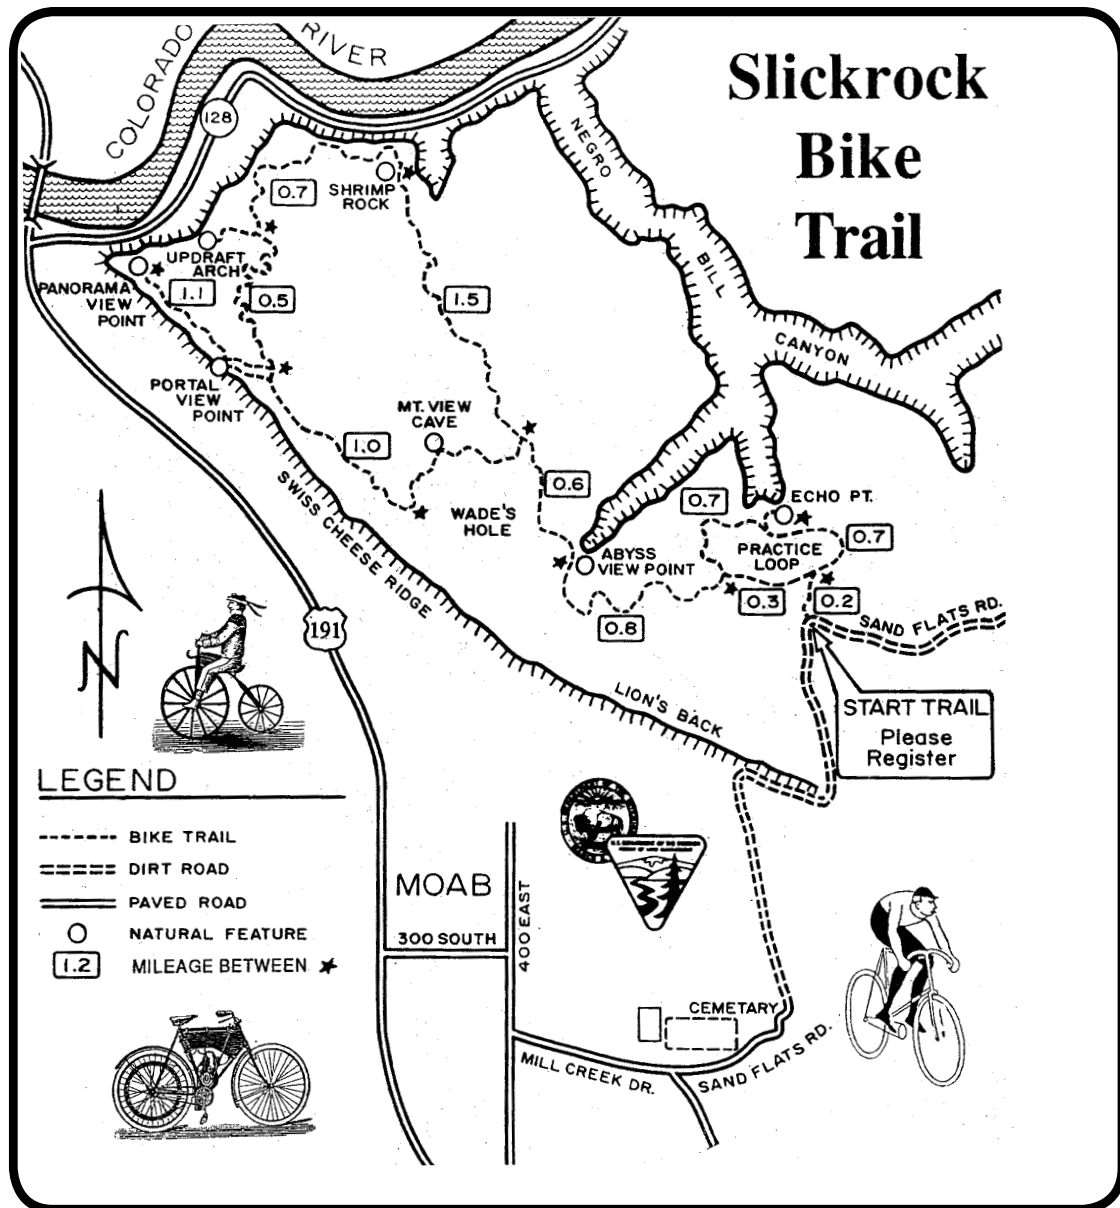 Slickrock
Bike
Trail
COLORADO
RIVER
128
NEGRO
BILL
CANYON
0.7
SHRIMP
ROCK
UPDRAFT
ARCH
PANORAMA
VIEW
POINT
1.1
0.5
1.5
PORTAL
VIEW
POINT
MT. VIEW
CAVE
1.0
0.6
WADE'S
HOLE
0.7
ECHO PT.
0.7
PRACTICE
LOOP
ABYSS
VIEW POINT
0.3
0.2
0.8
SAND FLATS RD.
SWISS CHEESE RIDGE
191
N
LION'S BACK
START TRAIL
Please
Register
LEGEND
BIKE TRAIL
DIRT ROAD
PAVED ROAD
NATURAL FEATURE
1.2
MILEAGE BETWEEN
MOAB
300 SOUTH
400 EAST
CEMETARY
MILL CREEK DR.
SAND FLATS RD.